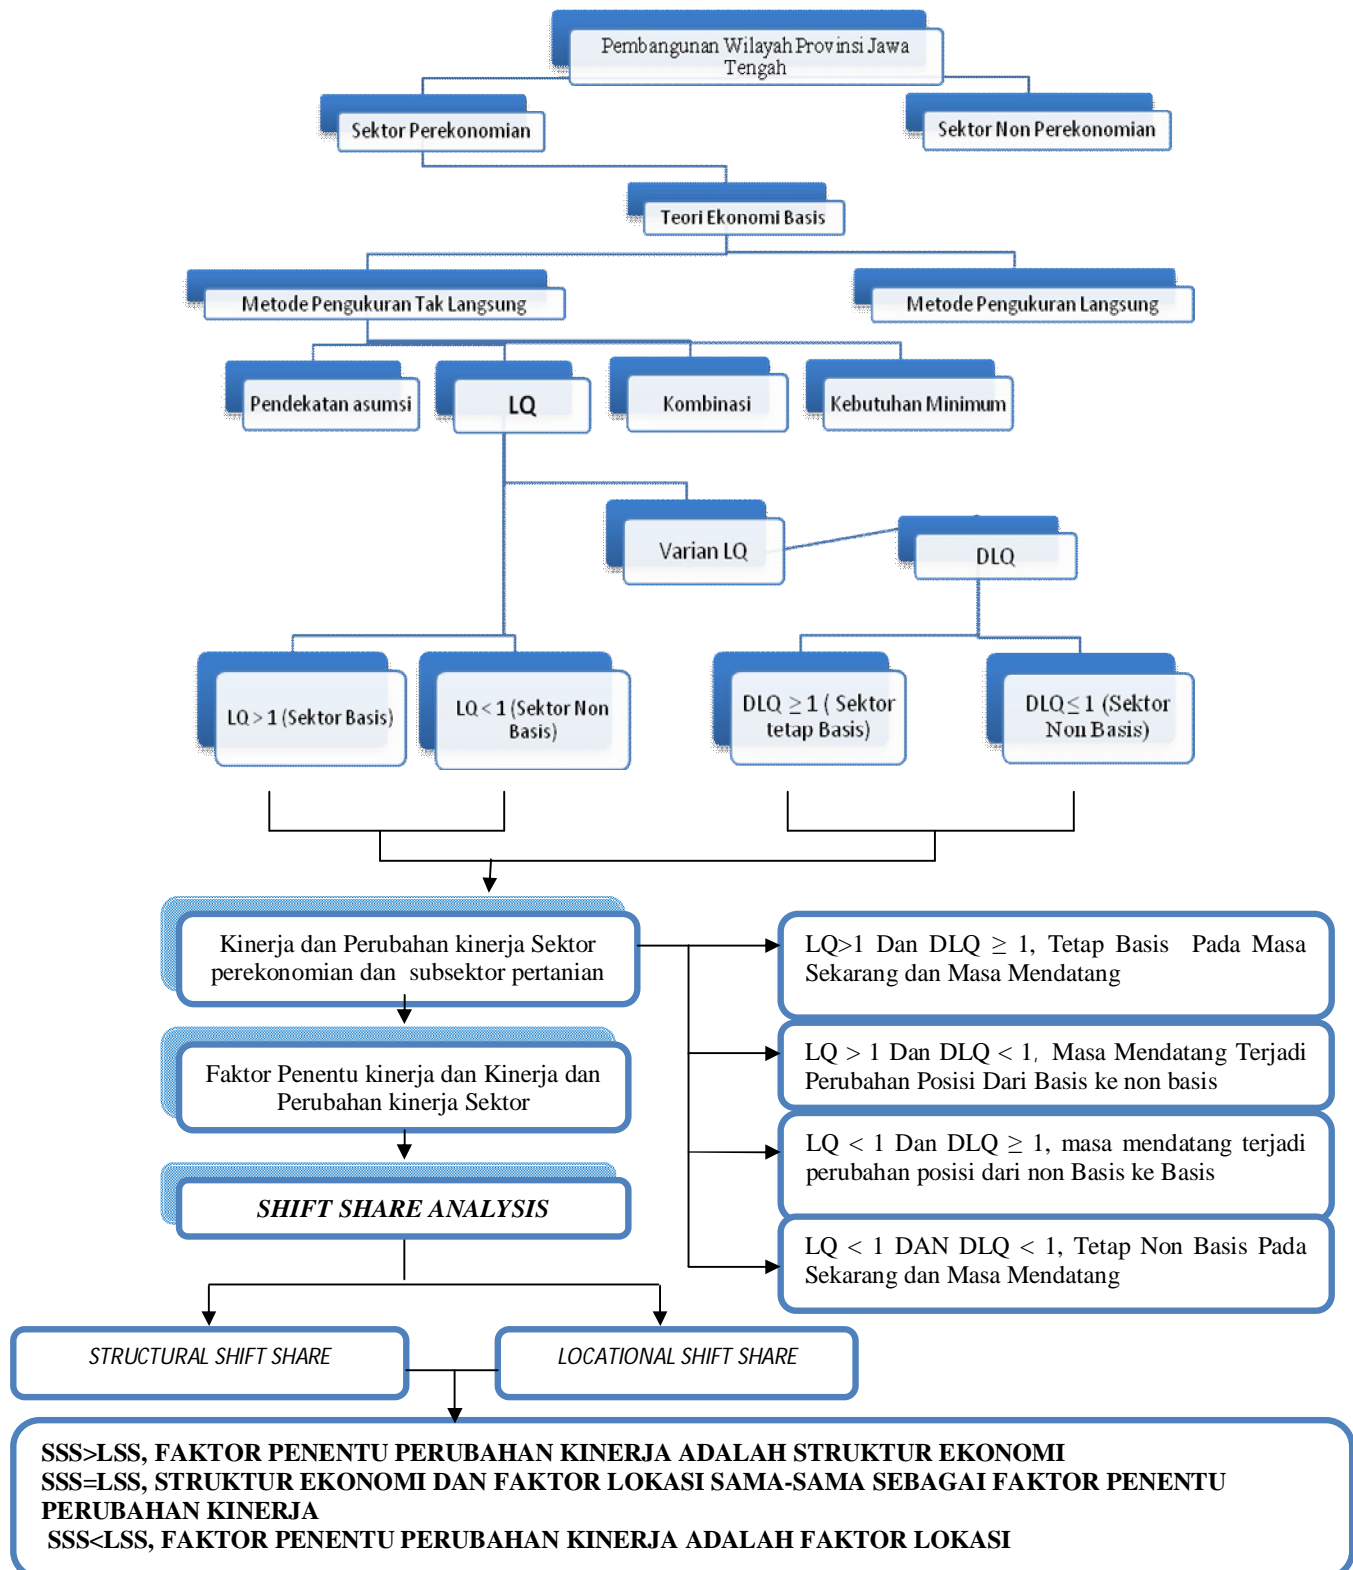 Pembangunan Wilayah Provinsi Jawa
Tengah
Sektor Perekonomian
Sektor Non Perekonomian
Teori Ekonomi Basis
Metode Pengukuran Tak Langsung
Metode Pengukuran Langsung
Pendekatan asumsi
LQ
Kombinasi
Kebutuhan Minimum
Varian LQ
DLQ
LQ > 1 (Sektor Basis)
LQ < 1 (Sektor Non
Basis)
DLQ ≥ 1 ( Sektor
tetap Basis)
DLQ ≤ 1 (Sektor
Non Basis)
Kinerja dan Perubahan kinerja Sektor
perekonomian dan subsektor pertanian
LQ>1 Dan DLQ ≥ 1, Tetap Basis Pada Masa
Sekarang dan Masa Mendatang
LQ > 1 Dan DLQ < 1, Masa Mendatang Terjadi
Perubahan Posisi Dari Basis ke non basis
Faktor Penentu kinerja dan Kinerja dan
Perubahan kinerja Sektor
LQ < 1 Dan DLQ ≥ 1, masa mendatang terjadi
perubahan posisi dari non Basis ke Basis
SHIFT SHARE ANALYSIS
LQ < 1 DAN DLQ < 1, Tetap Non Basis Pada
Sekarang dan Masa Mendatang
STRUCTURAL SHIFT SHARE
LOCATIONAL SHIFT SHARE
SSS>LSS, FAKTOR PENENTU PERUBAHAN KINERJA ADALAH STRUKTUR EKONOMI
SSS=LSS, STRUKTUR EKONOMI DAN FAKTOR LOKASI SAMA-SAMA SEBAGAI FAKTOR PENENTU
PERUBAHAN KINERJA
SSS<LSS, FAKTOR PENENTU PERUBAHAN KINERJA ADALAH FAKTOR LOKASI